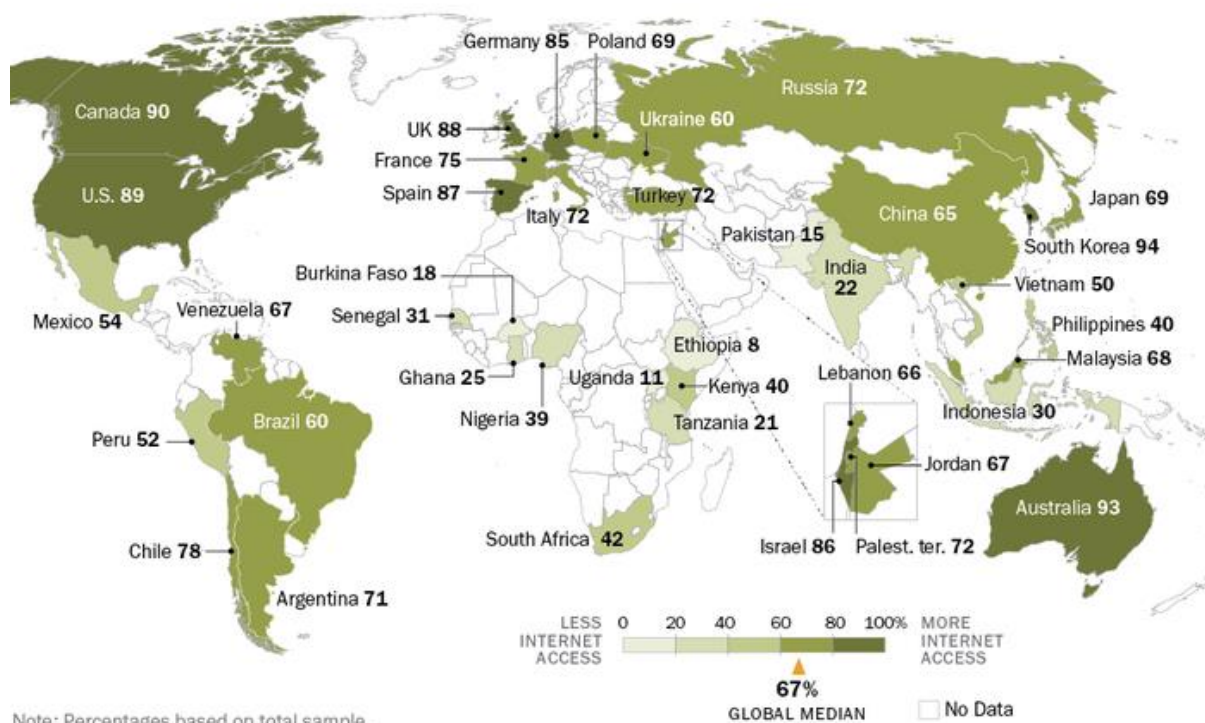 Germany 85
Poland 69
Russia 72
Canada 90
Ukraine 60
UK 88
France 75
U.S. 89
Spain 87
Turkey 72
Japan 69
Italy 72
China 65
Pakistan 15
South Korea 94
Burkina Faso 18
India
22
Vietnam 50
Venezuela 67
Senegal 31
Mexico 54
Philippines 40
Ethiopia 8
Malaysia 68
Ghana 25
Uganda 11
Kenya 40
Lebanon 66
Nigeria 39
Brazil 60
Tanzania 21
Indonesia 30
Peru 52
Jordan 67
Australia 93
South Africa 42
Israel 86
Palest. ter. 72
Chile 78
Argentina 71
LESS
INTERNET
ACCESS
0 20 40 60 80 100%
MORE
INTERNET
ACCESS
67%
GLOBAL MEDIAN
No Data
Note: Percentages based on total sample.